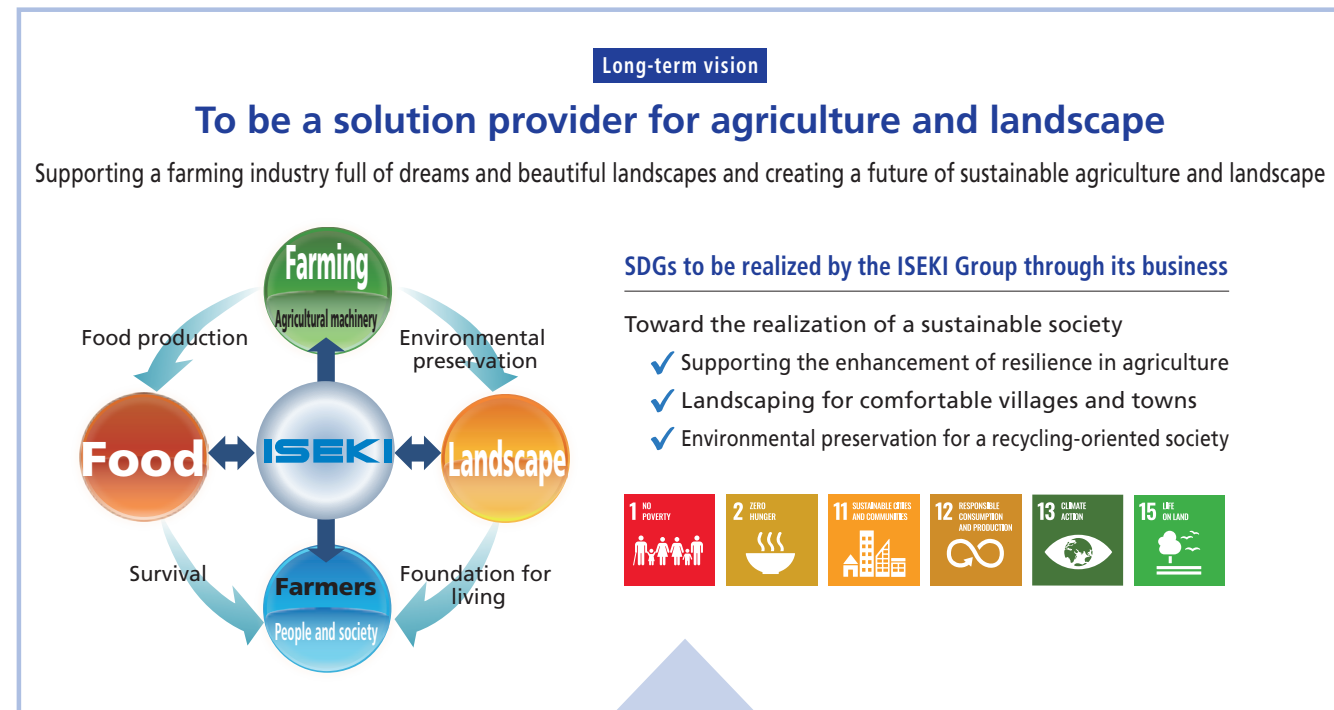 Long-term vision
To be a solution provider for agriculture and landscape
Supporting a farming industry full of dreams and beautiful landscapes and creating a future of sustainable agriculture and landscape
Farming
Agricultural machinery
Food production
Environmental
preservation
Food
ISEKI
Landscape
Survival
Foundation for
living
Farmers
People and society
SDGs to be realized by the ISEKI Group through its business
Toward the realization of a sustainable society
Supporting the enhancement of resilience in agriculture
Landscaping for comfortable villages and towns
Environmental preservation for a recycling-oriented society
1 NO
POVERTY
2 ZERO
HUNGER
11 SUSTAINABLE CITIES
AND COMMUNITIES
12 RESPONSIBLE
CONSUMPTION
AND PRODUCTION
13 CLIMATE
ACTION
15 LIFE
ON LAND